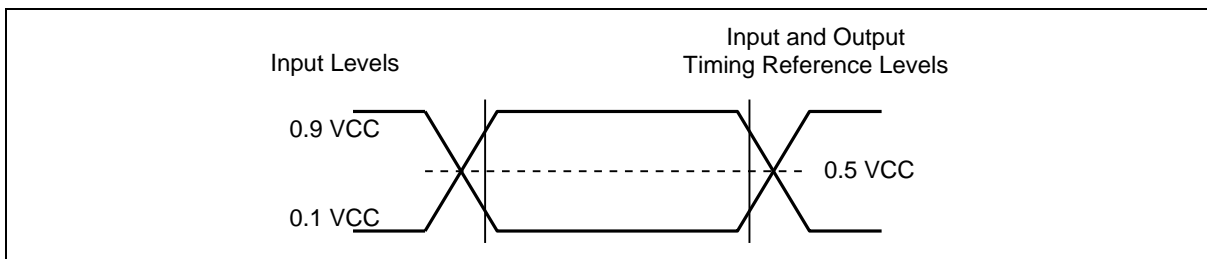 Input and Output
Input Levels
Timing Reference Levels
0.9 VCC
0.5 VCC
0.1 VCC